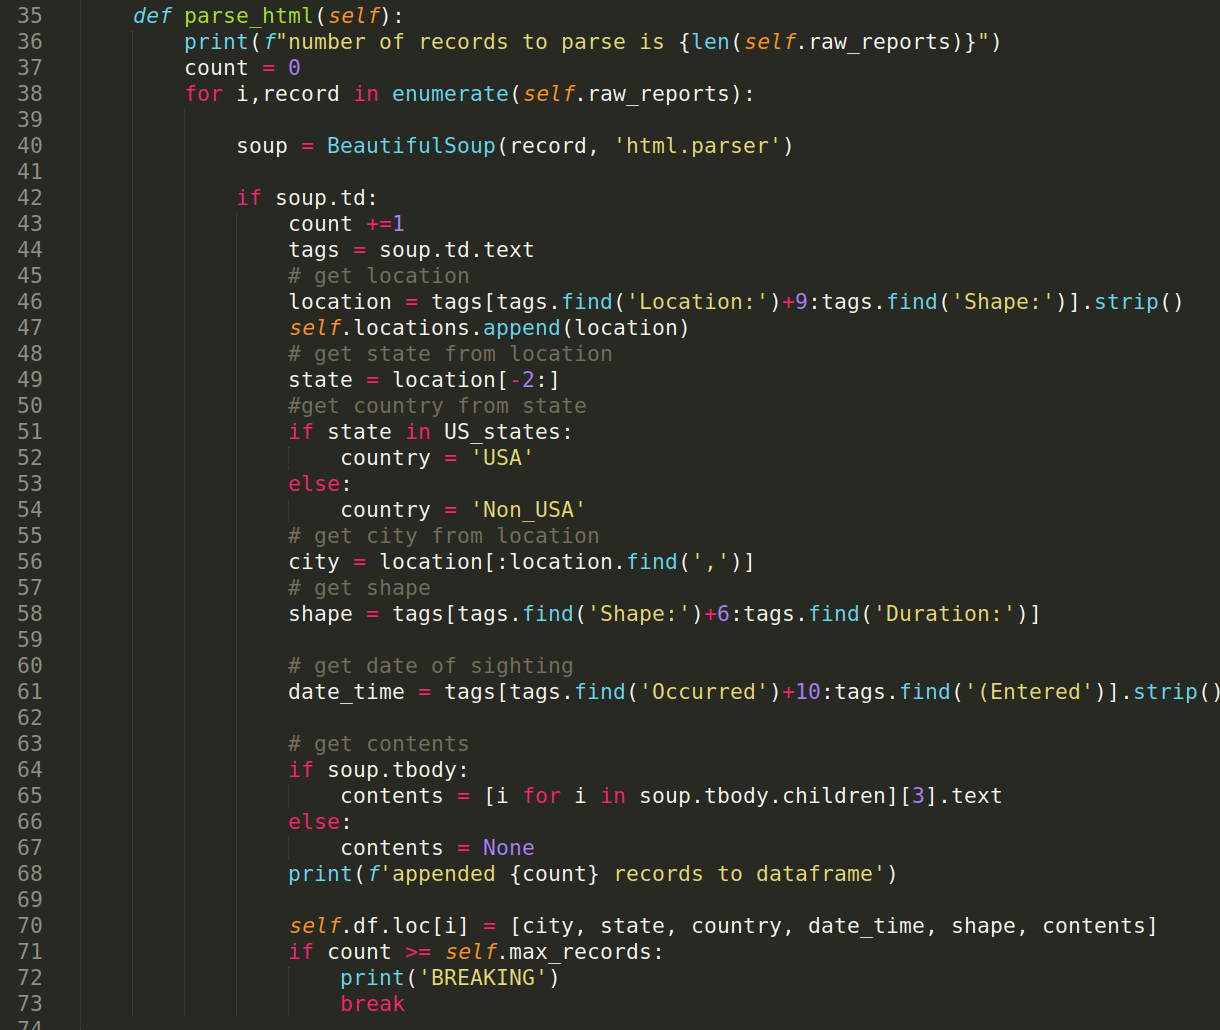 35 def parse_html(self):
36 print(f"number of records to parse is {len(self.raw_reports)}")
37 count = 0
38 for i,record in enumerate(self.raw_reports):
39
40 soup = BeautifulSoup(record, 'html.parser')
41
42 if soup.td:
43 count +=1
44 tags = soup.td.text
45 # get location
46 location = tags[tags.find('Location:')+9:tags.find('Shape:')].strip()
47 self.locations.append(location)
48 # get state from location
49 state = location[-2:]
50 #get country from state
51 if state in US_states:
52 country = 'USA'
53 else:
54 country = 'Non_USA'
55 # get city from location
56 city = location[:location.find(',')]
57 # get shape
58 shape = tags[tags.find('Shape:')+6:tags.find('Duration:')]
59
60 # get date of sighting
61 date_time = tags[tags.find('Occurred')+10:tags.find('(Entered')].strip()
62
63 # get contents
64 if soup.tbody:
65 contents = [i for i in soup.tbody.children][3].text
66 else:
67 contents = None
68 print(f'appended {count} records to dataframe')
69
70 self.df.loc[i] = [city, state, country, date_time, shape, contents]
71 if count >= self.max_records:
72 print('BREAKING')
73 break
74